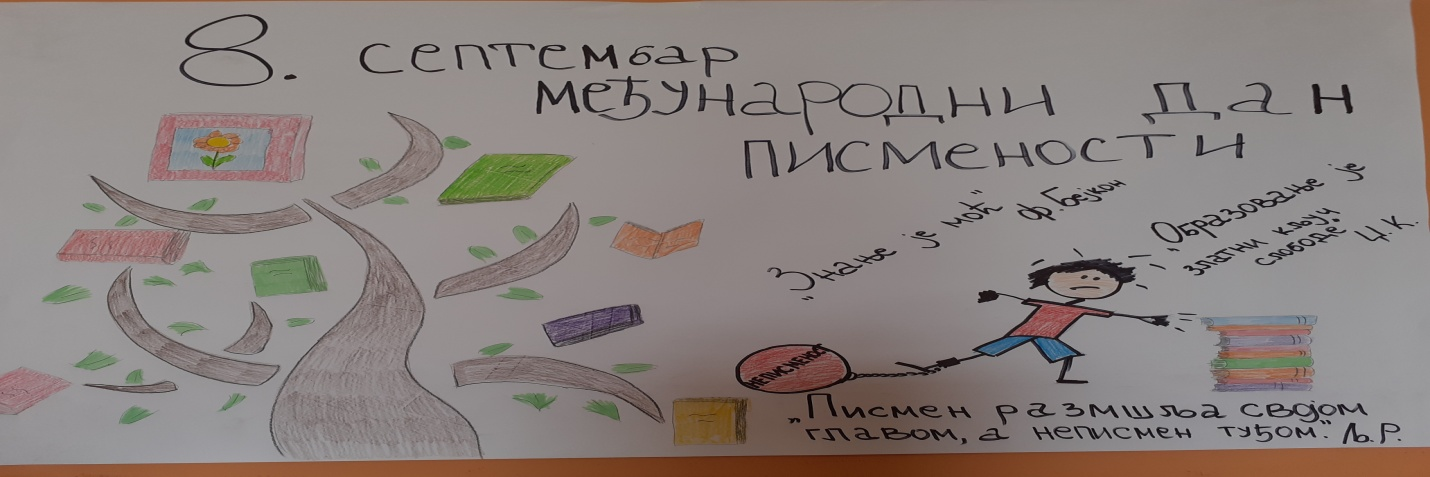 8. септембар
међународни дан
писмености
„Знање је моћ" ф. Бејкон
„Образовање је
златни кључ
слободе" Џ. К.
НЕПИСМЕНОСТ
„Писмен размшља својом
главом, а неписмен туђом." Љ. Р.